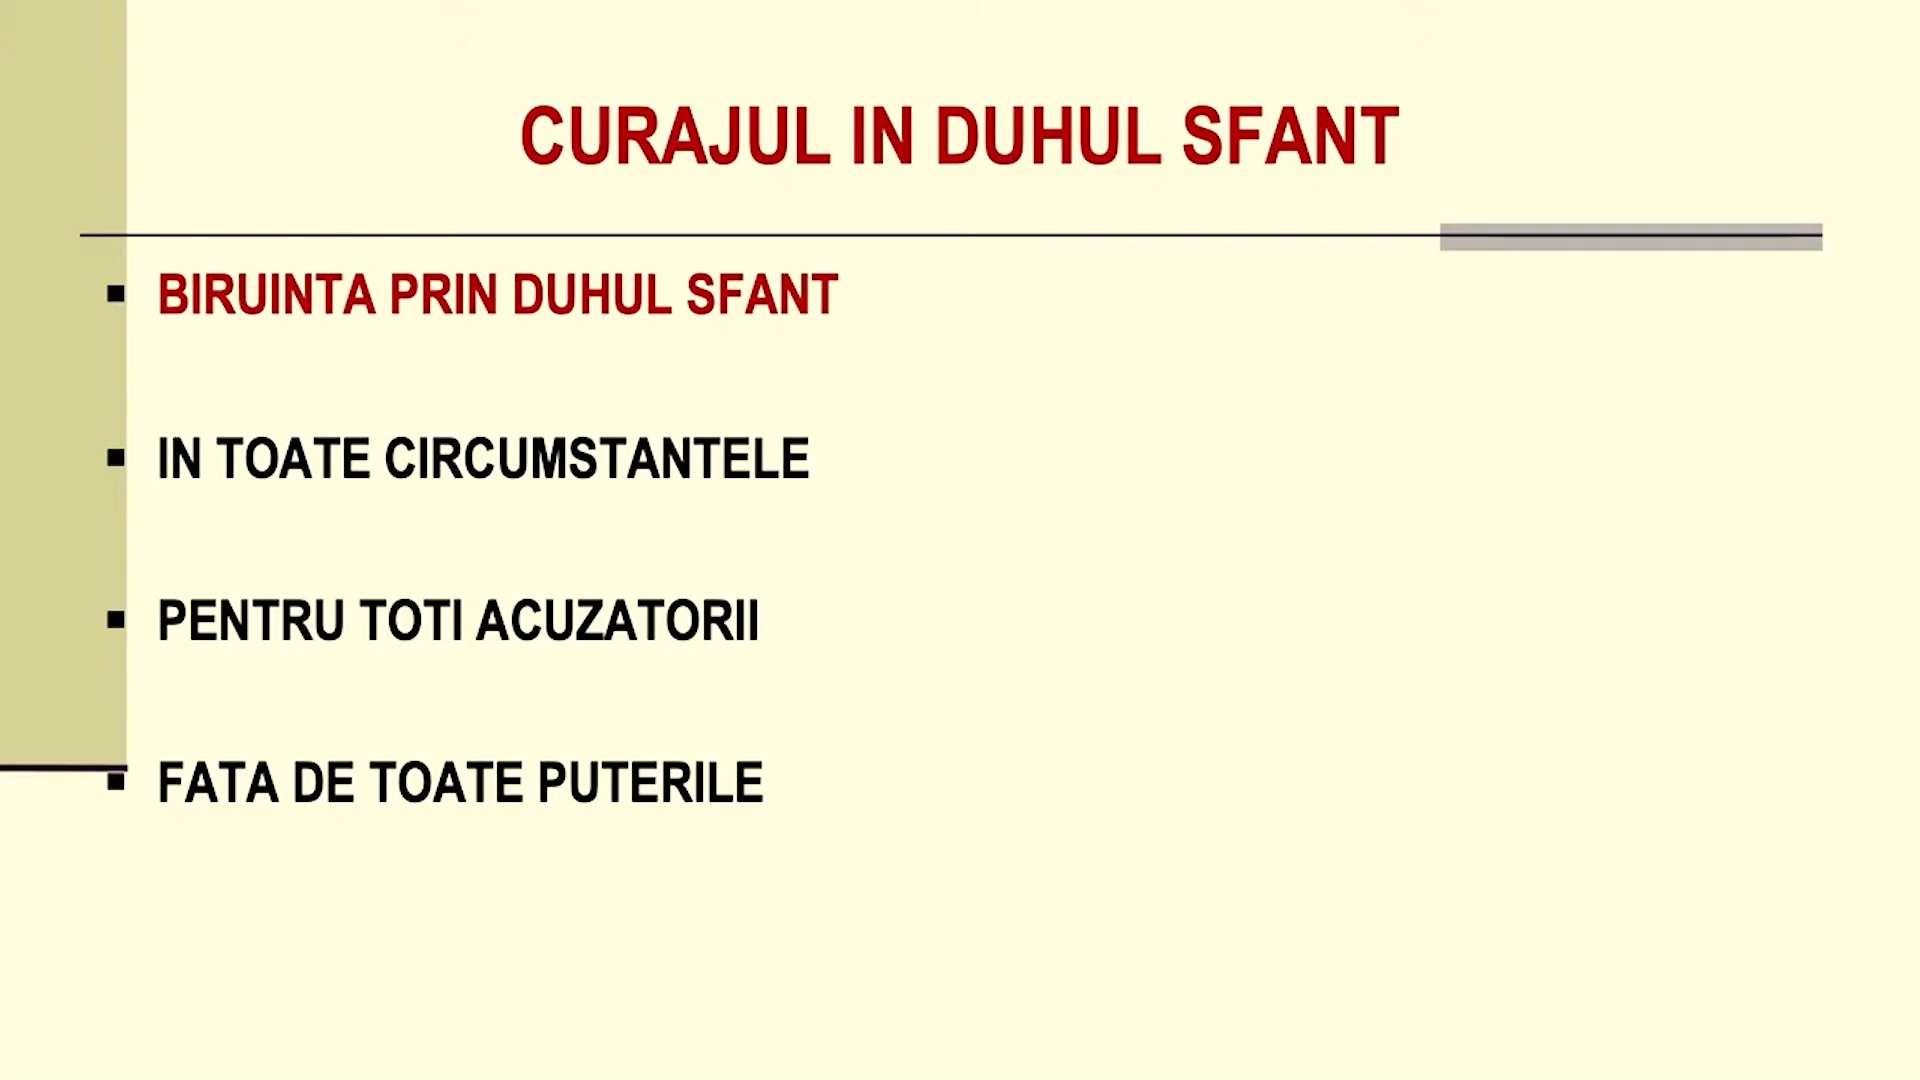 CURAJUL IN DUHUL SFANT
BIRUINTA PRIN DUHUL SFANT
IN TOATE CIRCUMSTANTELE
PENTRU TOTI ACUZATORII
FATA DE TOATE PUTERILE